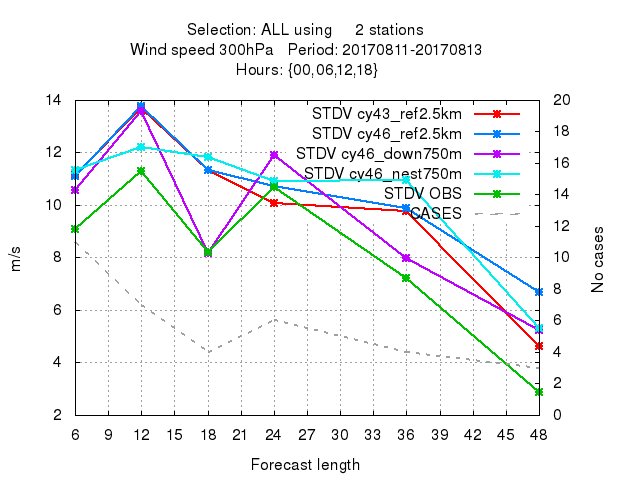 Selection: ALL using 2 stations
Wind speed 300hPa Period: 20170811-20170813
Hours: {00,06,12,18}
14
12
10
8
6
4
2
m/s
STDV cy43_ref2.5km
STDV cy46_ref2.5km
STDV cy46_down750m
STDV cy46_nest750m
STDV OBS
CASES
20
18
16
14
12
10
8
6
4
2
0
No cases
6 9 12 15 18 21 24 27 30 33 36 39 42 45 48
Forecast length